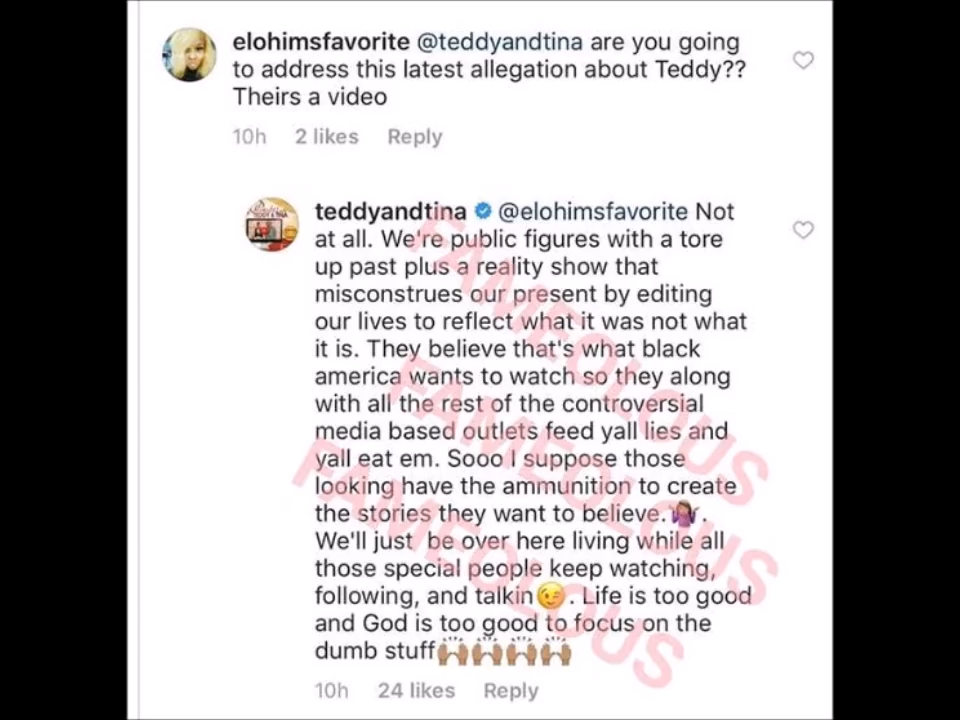 elohimsfavorite @teddyandtina are you going
to address this latest allegation about Teddy??
Theirs a video
10h 2 likes Reply
teddyandtina @elohimsfavorite Not
at all. We're public figures with a tore
up past plus a reality show that
misconstrues our present by editing
our lives to reflect what it was not what
it is. They believe that's what black
america wants to watch so they along
with all the rest of the controversial
media based outlets feed yall lies and
yall eat em. Sooo I suppose those
looking have the ammunition to create
the stories they want to believe.🤷🏽‍♀️.
We'll just be over here living while all
those special people keep watching,
following, and talkin😉. Life is too good
and God is too good to focus on the
dumb stuff🙌🏽🙌🏽🙌🏽🙌🏽
10h 24 likes Reply
FAMEOLOUS
FAMEOLOUS
FAMEOLOUS